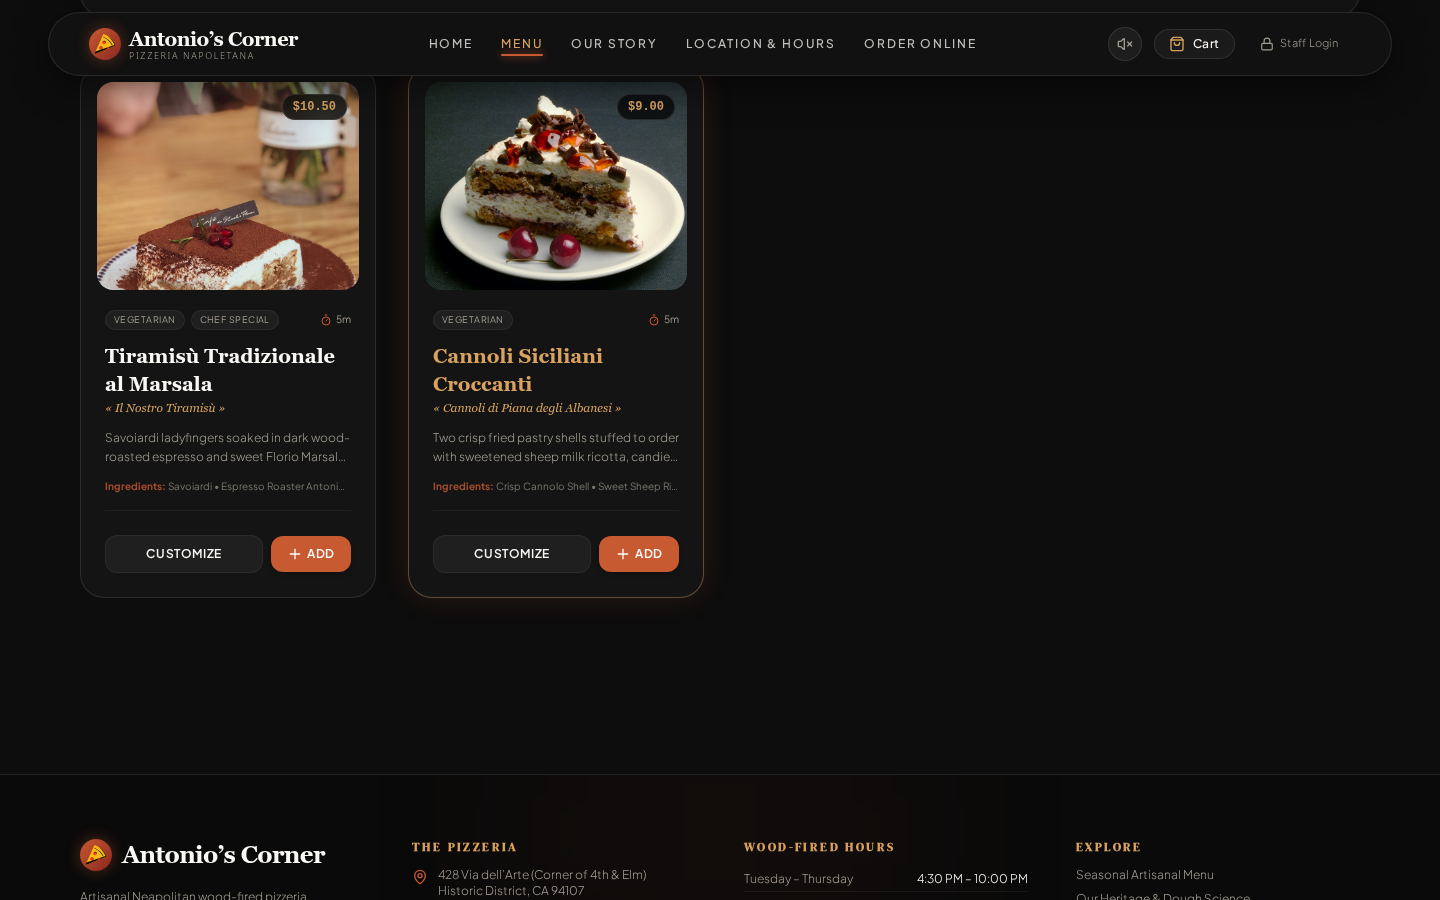 Antonio's Corner
PIZZERIA NAPOLETANA
HOME
MENU
OUR STORY
LOCATION & HOURS
ORDER ONLINE
Cart
Staff Login
$10.50
VEGETARIAN
CHEF SPECIAL
5m
Tiramisù Tradizionale
al Marsala
« Il Nostro Tiramisù »
Savoiardi ladyfingers soaked in dark wood-
roasted espresso and sweet Florio Marsal...
Ingredients: Savoiardi • Espresso Roaster Antoni...
CUSTOMIZE
ADD
$9.00
VEGETARIAN
5m
Cannoli Siciliani
Croccanti
« Cannoli di Piana degli Albanesi »
Two crisp fried pastry shells stuffed to order
with sweetened sheep milk ricotta, candie...
Ingredients: Crisp Cannolo Shell • Sweet Sheep Ri...
CUSTOMIZE
ADD
Antonio's Corner
Artisanal Neapolitan wood-fired pizzeria
THE PIZZERIA
428 Via dell'Arte (Corner of 4th & Elm)
Historic District, CA 94107
WOOD-FIRED HOURS
Tuesday – Thursday
4:30 PM – 10:00 PM
EXPLORE
Seasonal Artisanal Menu
Our Heritage & Dough Science